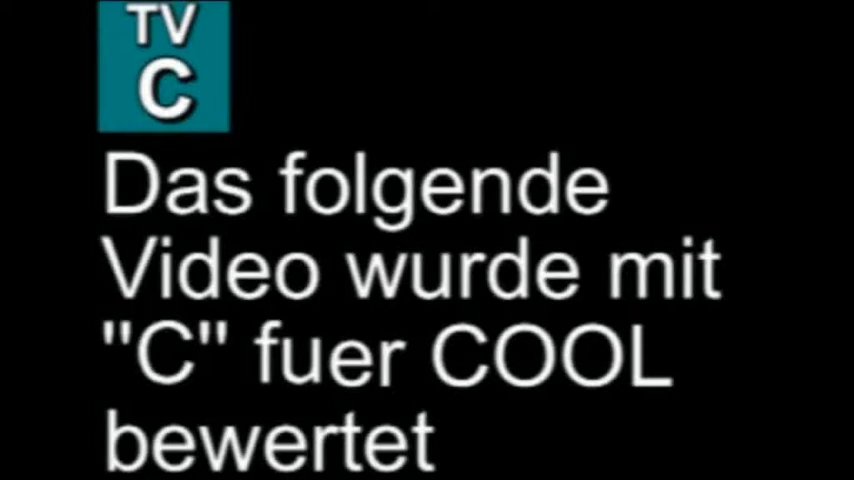 TV
C
Das folgende
Video wurde mit
"C" fuer COOL
bewertet